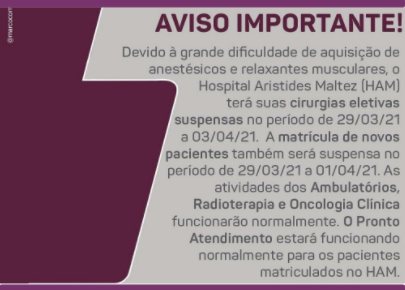 @marcocom
AVISO IMPORTANTE!
Devido à grande dificuldade de aquisição de
anestésicos e relaxantes musculares, o
Hospital Aristides Maltez (HAM)
terá suas cirurgias eletivas
suspensas no período de 29/03/21
a 03/04/21. A matrícula de novos
pacientes também será suspensa no
período de 29/03/21 a 01/04/21. As
atividades dos Ambulatórios,
Radioterapia e Oncologia Clínica
funcionarão normalmente. O Pronto
Atendimento estará funcionando
normalmente para os pacientes
matriculados no HAM.